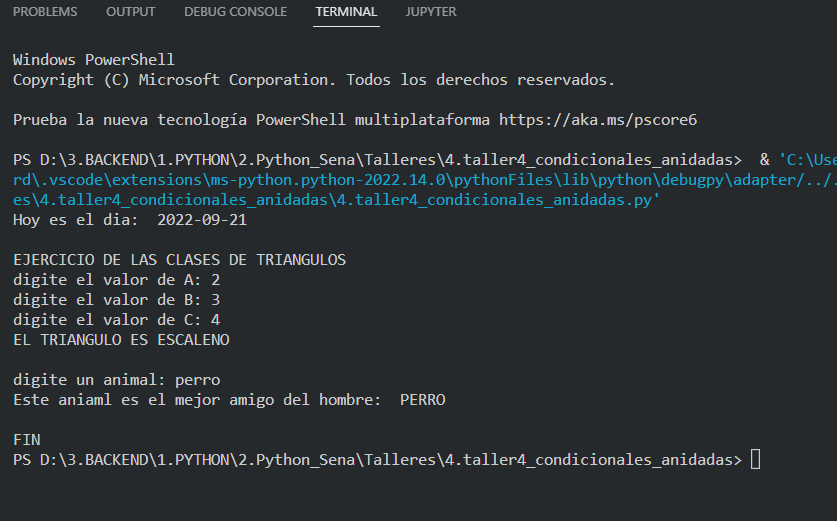 PROBLEMS OUTPUT DEBUG CONSOLE TERMINAL JUPYTER
Windows PowerShell
Copyright (C) Microsoft Corporation. Todos los derechos reservados.
Prueba la nueva tecnología PowerShell multiplataforma https://aka.ms/pscore6
PS D:\3.BACKEND\1.PYTHON\2.Python_Sena\Talleres\4.taller4_condicionales_anidadas>  & 'C:\Use
rd\.vscode\extensions\ms-python.python-2022.14.0\pythonFiles\lib\python\debugpy\adapter/../.
es\4.taller4_condicionales_anidadas\4.taller4_condicionales_anidadas.py'
Hoy es el dia:  2022-09-21
EJERCICIO DE LAS CLASES DE TRIANGULOS
digite el valor de A: 2
digite el valor de B: 3
digite el valor de C: 4
EL TRIANGULO ES ESCALENO
digite un animal: perro
Este aniaml es el mejor amigo del hombre:  PERRO
FIN
PS D:\3.BACKEND\1.PYTHON\2.Python_Sena\Talleres\4.taller4_condicionales_anidadas>